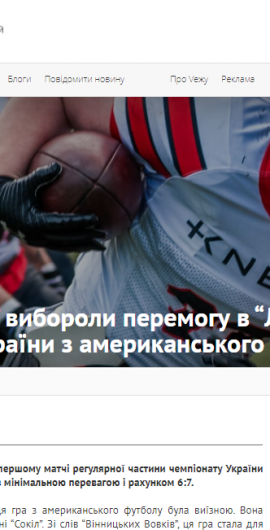 й
Блоги Повідомити новину Про Vежу Реклама
KNE
вибороли перемогу в “Л
раїни з американського
першому матчі регулярної частини чемпіонату України
з мінімальною перевагою і рахунком 6:7.
ця гра з американського футболу була виїзною. Вона
ні “Сокіл”. Зі слів “Вінницьких Вовків”, ця гра стала для